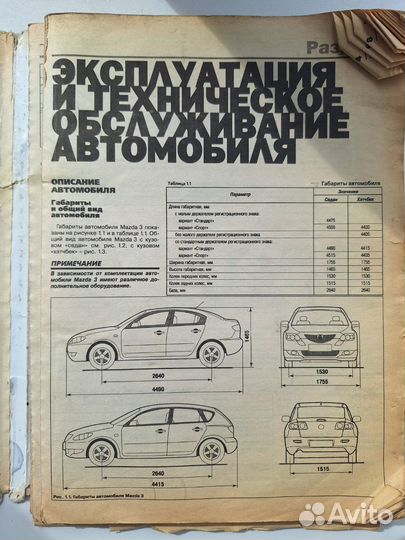 Раз
ЭКСПЛУАТАЦИЯ
И ТЕХНИЧЕСКОЕ
ОБСЛУЖИВАНИЕ
АВТОМОБИЛЯ
ОПИСАНИЕ
АВТОМОБИЛЯ
Габариты
и общий вид
автомобиля
Габариты автомобиля Mazda 3 пока-
заны на рисунке 1.1 и в таблице 1.1. Об-
щий вид автомобиля Mazda 3 с кузо-
вом «седан» см. рис. 1.2, с кузовом
«хэтчбек» – рис. 1.3.
ПРИМЕЧАНИЕ
В зависимости от комплектации авто-
мобили Mazda 3 имеют различное до-
полнительное оборудование.
Таблица 1.1 Габариты автомобиля
Параметр Значение
Седан Хэтчбек
Длина габаритная, мм:
с малым держателем регистрационного знака:
вариант «Стандарт» 4475
вариант «Спорт» 4500 4420
без малого держателя регистрационного знака: 4405
со стандартным держателем регистрационного знака:
вариант «Стандарт» 4490 4415
вариант «Спорт» 4515 4435
Ширина габаритная, мм 1755 1755
Высота габаритная, мм 1465 1465
Колея передних колес, мм 1530 1530
Колея задних колес, мм 1515 1515
База, мм 2640 2640
1465
2640
4490
1530
1755
2640
4415
1515
Рис. 1.1. Габариты автомобиля Mazda 3
Avito